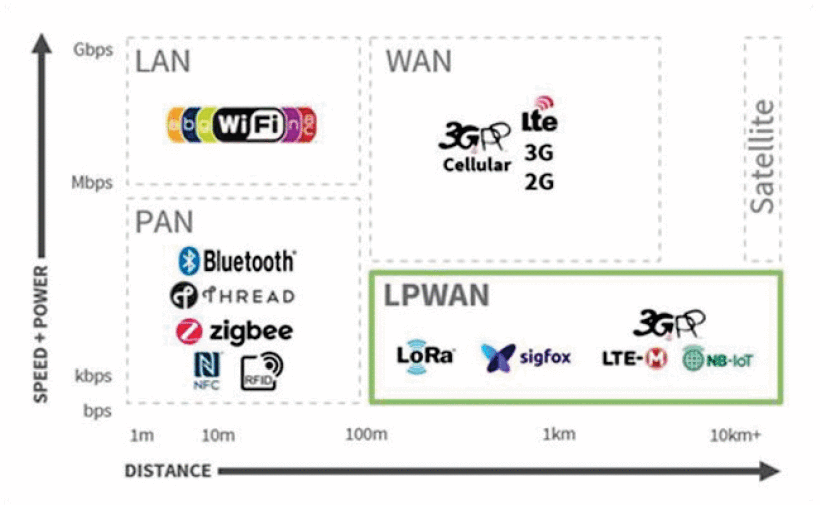 Gbps
Mbps
kbps
bps
SPEED + POWER
LAN
a b g WiFi n ac
WAN
3GPP
Cellular
Lte
3G
2G
Satellite
PAN
Bluetooth
THREAD
zigbee
NFC
RFID
LPWAN
LoRa
sigfox
3GPP
LTE-M
NB-IoT
1m 10m 100m 1km 10km+
DISTANCE